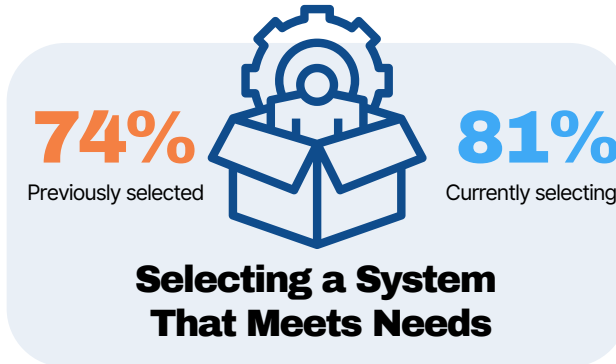 74%
Previously selected
81%
Currently selecting
Selecting a System
That Meets Needs